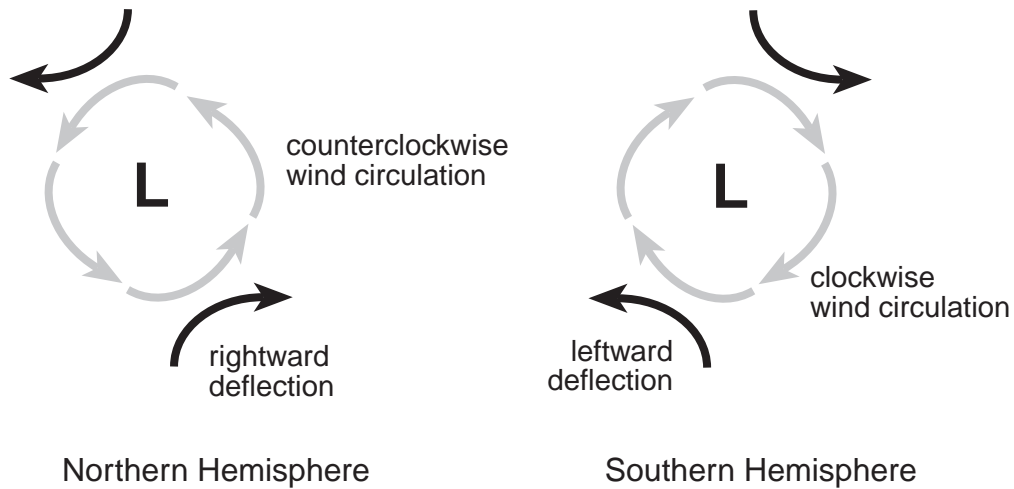 L
counterclockwise
wind circulation
rightward
deflection
Northern Hemisphere
L
clockwise
wind circulation
leftward
deflection
Southern Hemisphere